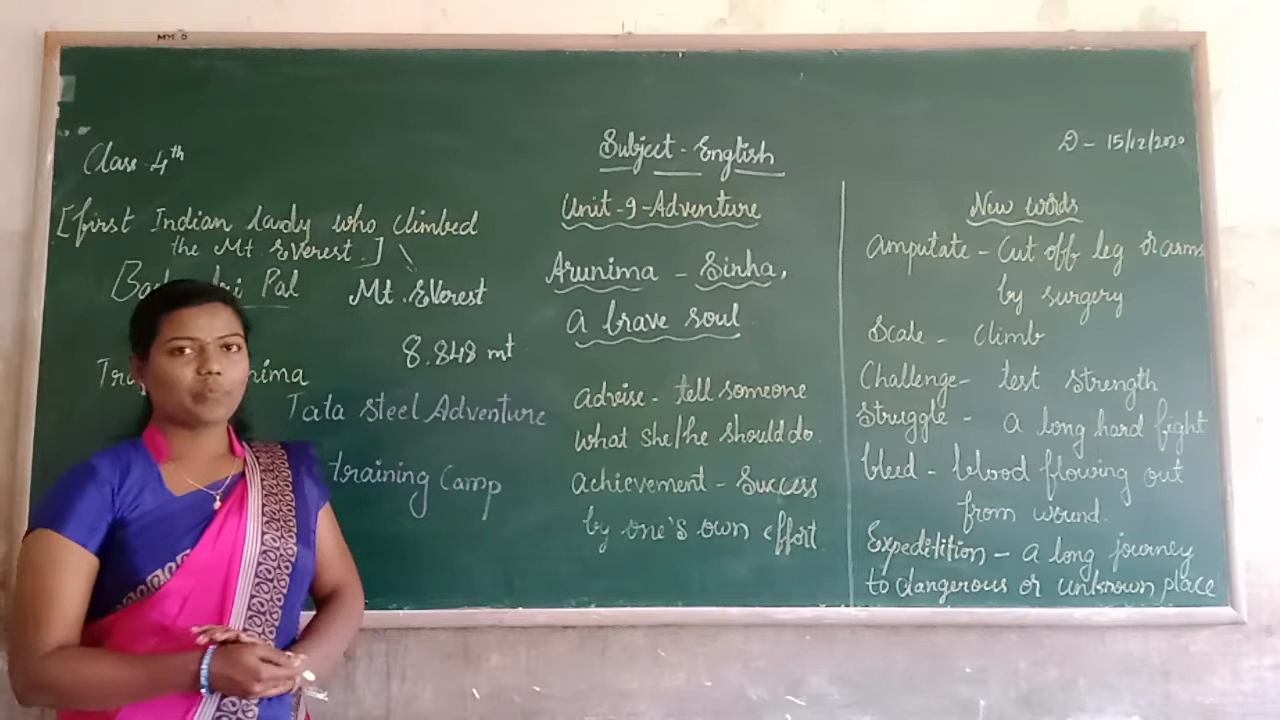 Class - 4th
[first Indian lavdy who climbed
the Mt. Everest.]
Pal
Mt. Everest
8.848 mt
Tata Steel Adventure
training Camp
Subject - English
Unit-9-Adventure
Arunima - Sinha,
a brave soul
advise - tell someone
what she/he should do.
achievement - Success
by one's own effort.
D - 15/12/2020
New words
amputate - Cut off leg or arms
by surgery
Scale - Climb
Challenge - test strength
Struggle - a long hard fight
bleed - blood flowing out
from wound.
Expeditition - a long journey
to dangerous or unknown place